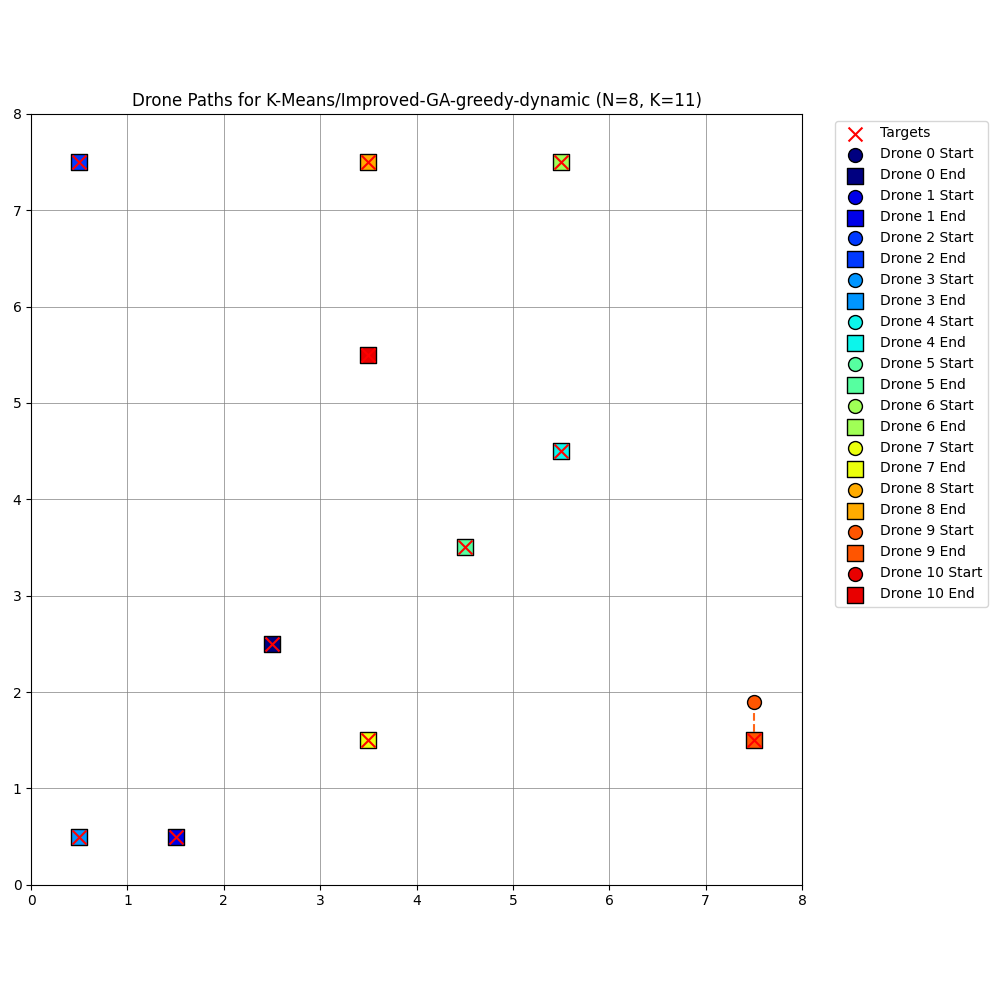 Drone Paths for K-Means/Improved-GA-greedy-dynamic (N=8, K=11)
8
7
6
5
4
3
2
1
0
0 1 2 3 4 5 6 7 8
Targets
Drone 0 Start
Drone 0 End
Drone 1 Start
Drone 1 End
Drone 2 Start
Drone 2 End
Drone 3 Start
Drone 3 End
Drone 4 Start
Drone 4 End
Drone 5 Start
Drone 5 End
Drone 6 Start
Drone 6 End
Drone 7 Start
Drone 7 End
Drone 8 Start
Drone 8 End
Drone 9 Start
Drone 9 End
Drone 10 Start
Drone 10 End